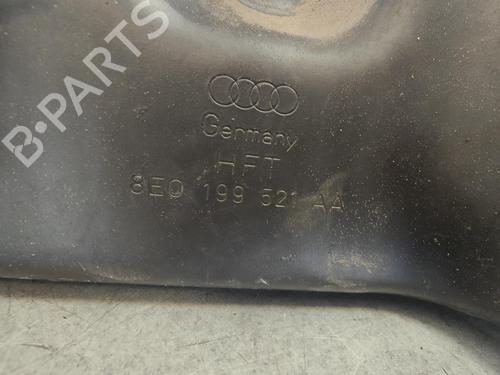 B-PARTS
Germany
HFT
8E0 199 521 AA